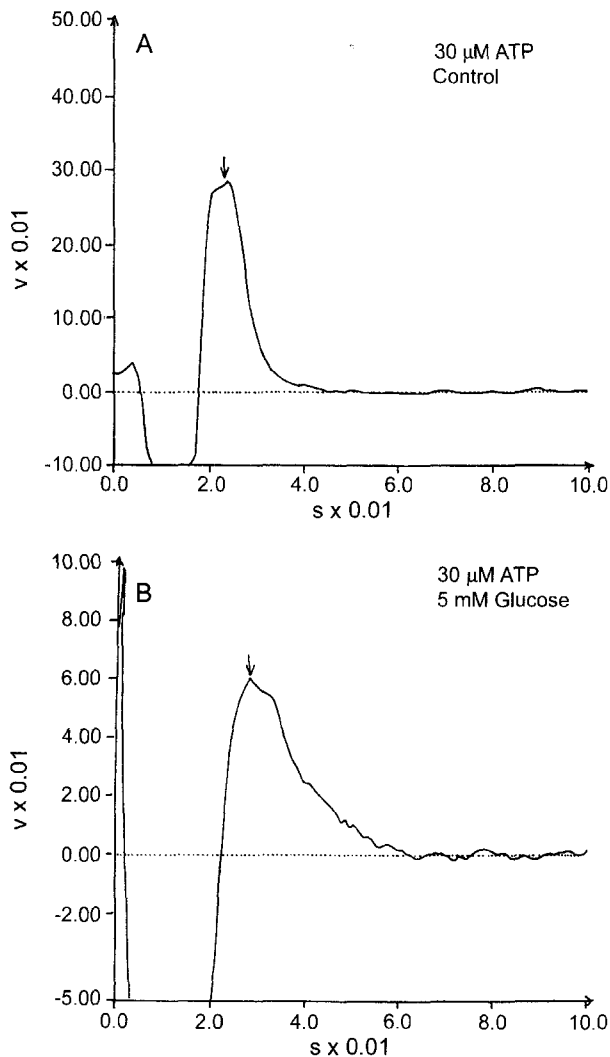 50.00
A
30 μM ATP
Control
40.00
30.00
20.00
10.00
0.00
-10.00
v x 0.01
0.0 2.0 4.0 6.0 8.0 10.0
s x 0.01
10.00
B
30 μM ATP
5 mM Glucose
8.00
6.00
4.00
2.00
0.00
-2.00
-5.00
v x 0.01
0.0 2.0 4.0 6.0 8.0 10.0
s x 0.01